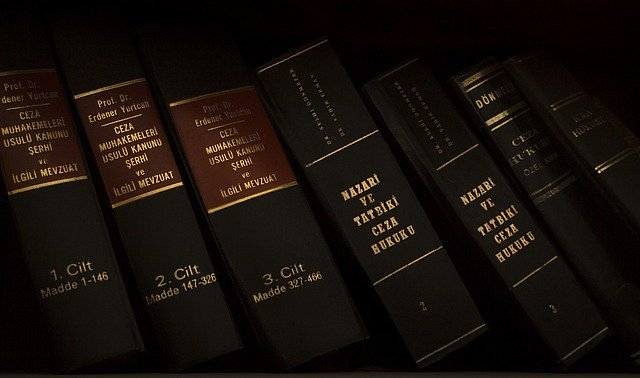 Prof. Dr.
Erdener Yurtcan
CEZA
MUHAKEMELERİ
USULÜ KANUNU
ŞERHİ
ve
İLGİLİ MEVZUAT
1. Cilt
Madde 1-146
Prof. Dr.
Erdener Yurtcan
CEZA
MUHAKEMELERİ
USULÜ KANUNU
ŞERHİ
ve
İLGİLİ MEVZUAT
2. Cilt
Madde 147-326
Prof. Dr.
Erdener Yurtcan
CEZA
MUHAKEMELERİ
USULÜ KANUNU
ŞERHİ
ve
İLGİLİ MEVZUAT
3. Cilt
Madde 327-466
NAZARİ
VE
TATBİKİ
CEZA
HUKUKU
2
NAZARİ
VE
TATBİKİ
CEZA
HUKUKU
3
CEZA
HUKUKU
HUKUKU